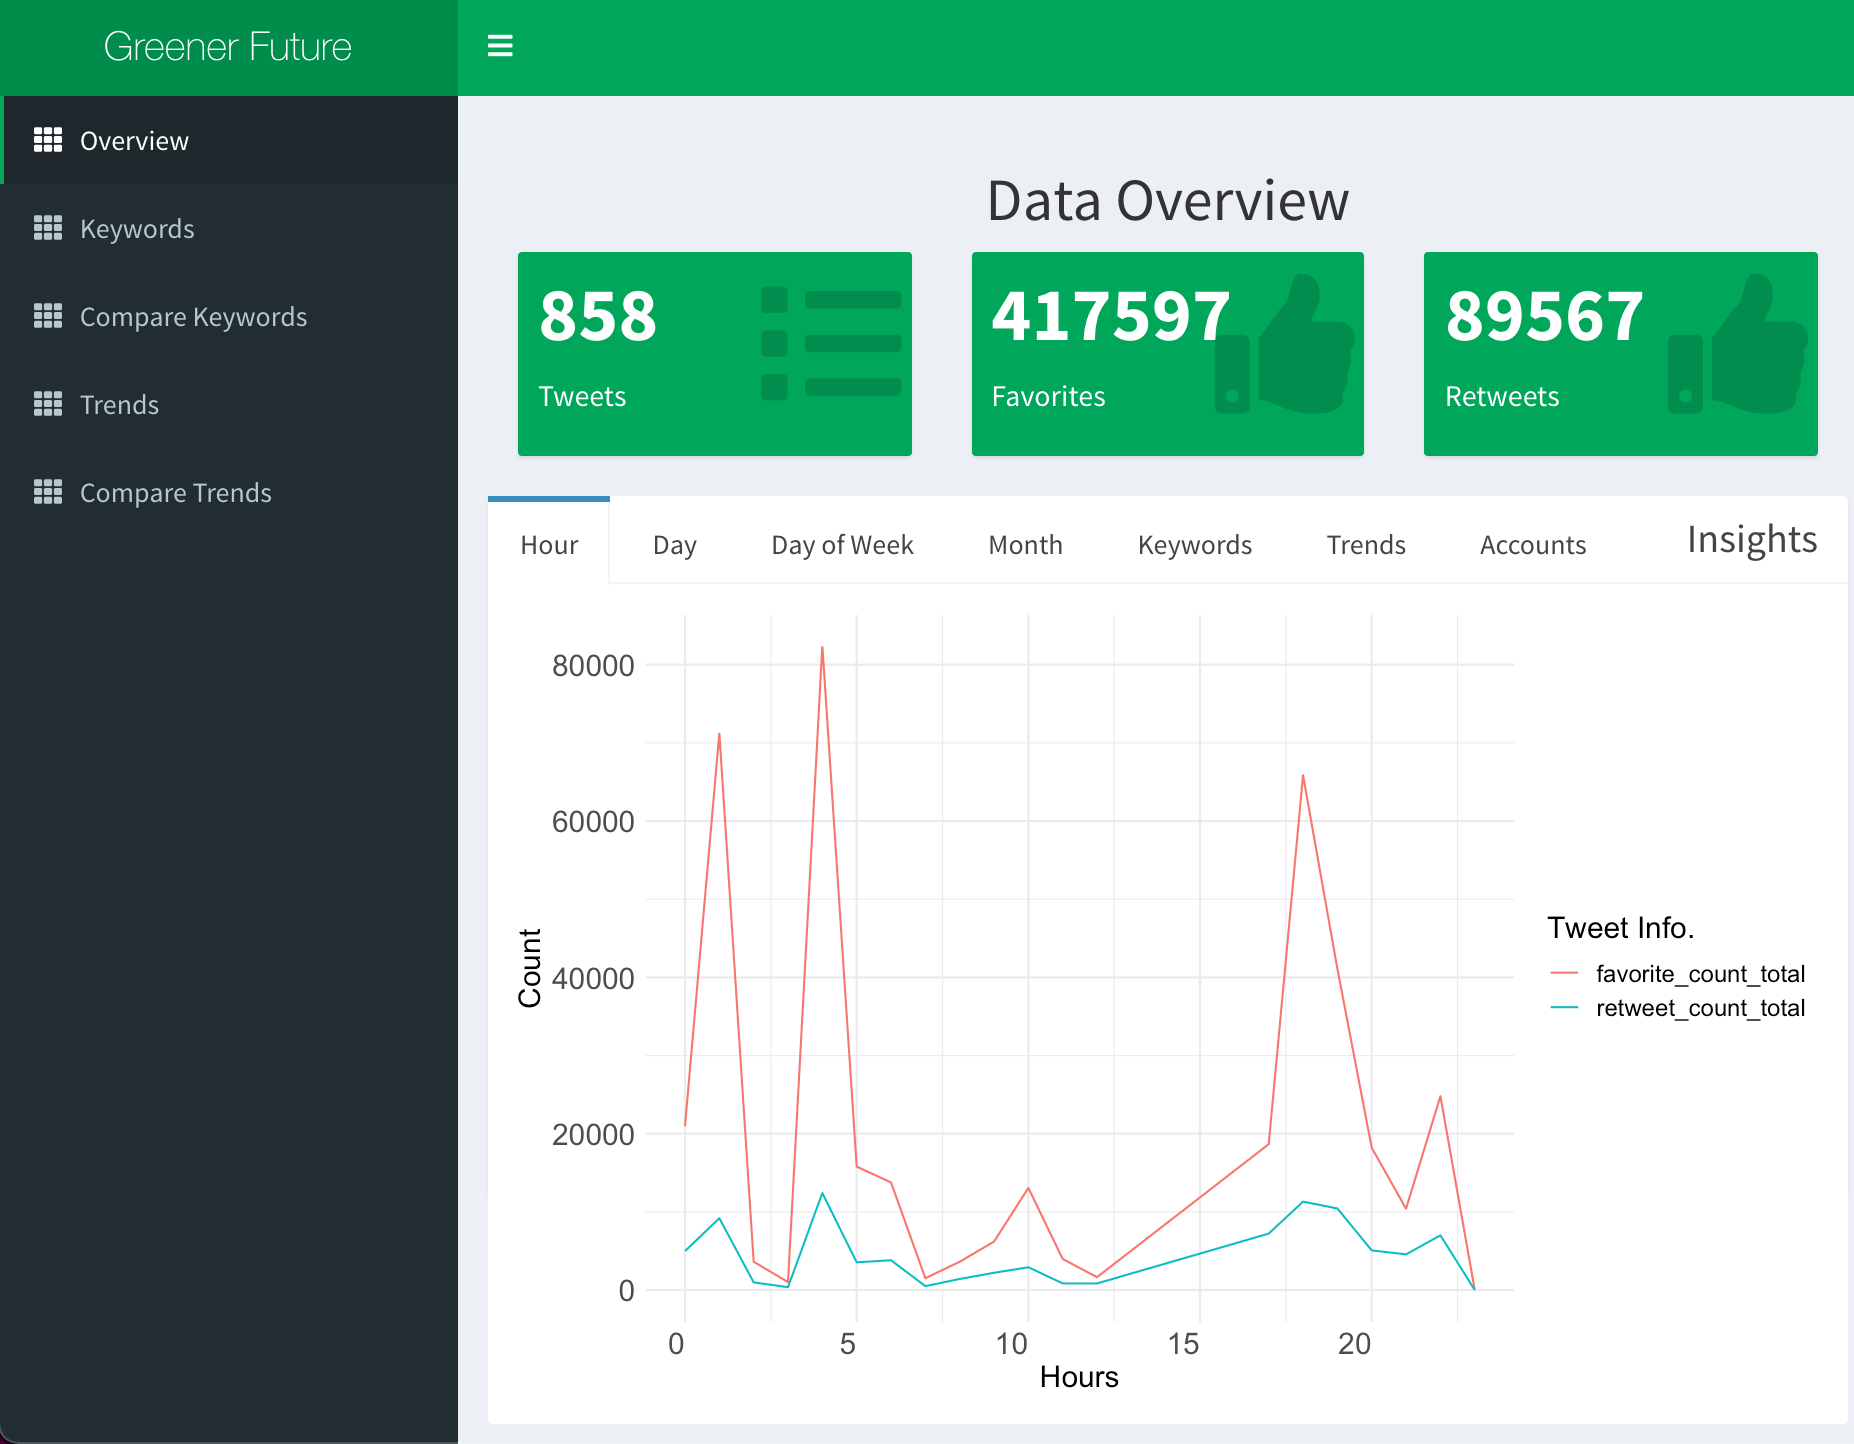 Greener Future
Overview
Keywords
Compare Keywords
Trends
Compare Trends
Data Overview
858
Tweets
417597
Favorites
89567
Retweets
Hour Day Day of Week Month Keywords Trends Accounts Insights
80000
60000
40000
20000
0
Count
0 5 10 15 20
Hours
Tweet Info.
favorite_count_total
retweet_count_total